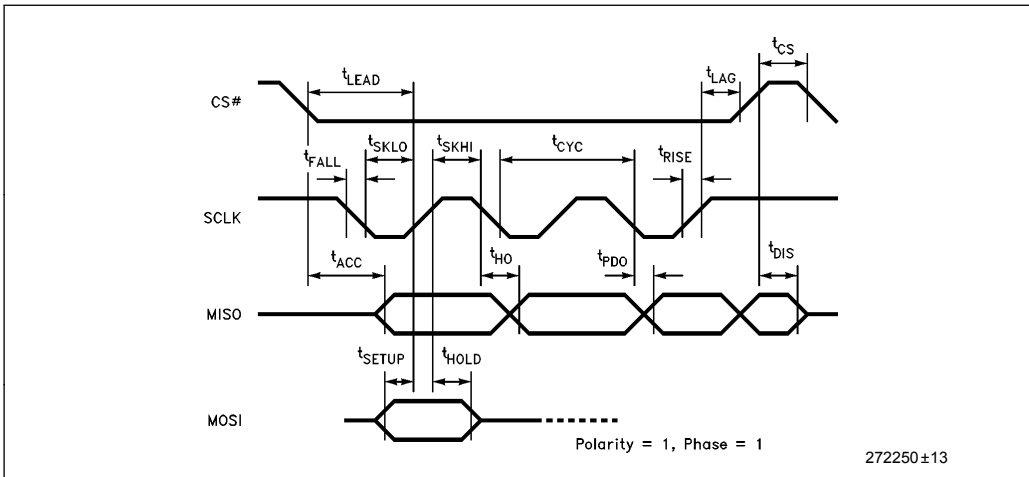 tCS
tLEAD
tLAG
CS#
tSKLO
tSKHI
tCYC
tFALL
tRISE
SCLK
tACC
tHO
tPDO
tDIS
MISO
tSETUP
tHOLD
MOSI
Polarity = 1, Phase = 1
272250±13